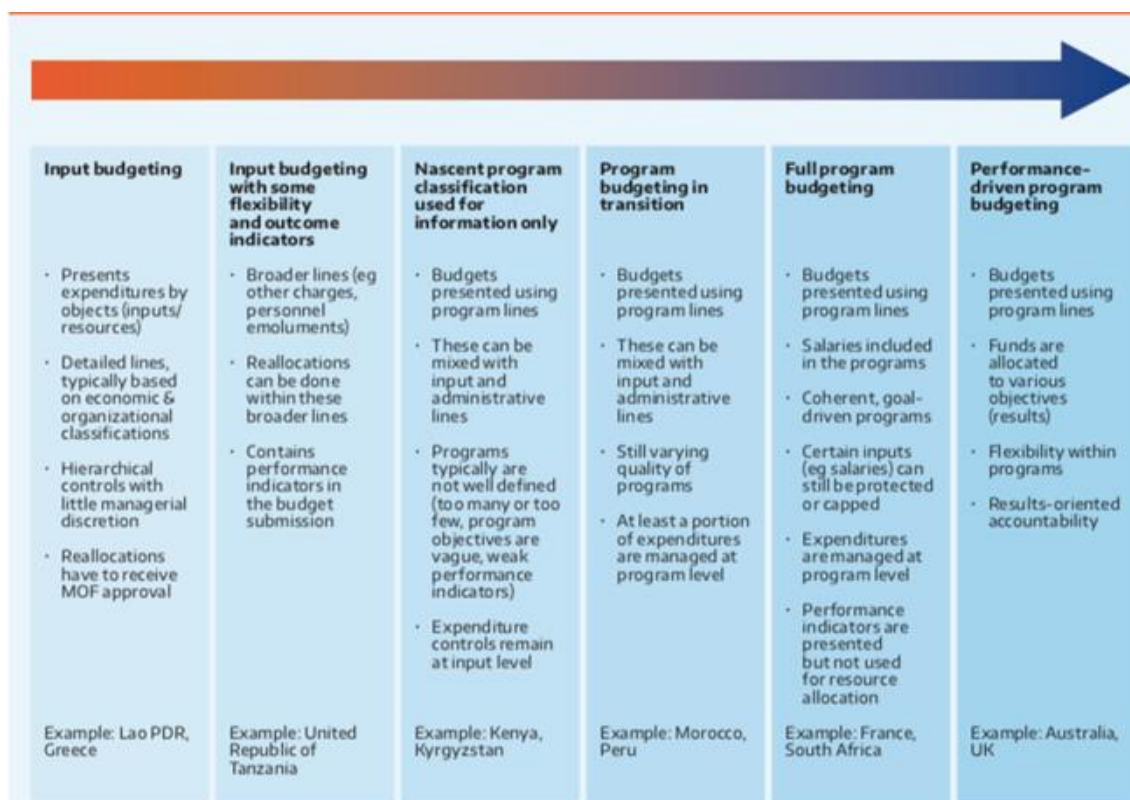 Input budgeting
· Presents
expenditures by
objects (inputs/
resources)
· Detailed lines,
typically based
on economic &
organizational
classifications
· Hierarchical
controls with
little managerial
discretion
· Reallocations
have to receive
MOF approval
Example: Lao PDR,
Greece
Input budgeting
with some
flexibility
and outcome
indicators
· Broader lines (eg
other charges,
personnel
emoluments)
· Reallocations
can be done
within these
broader lines
· Contains
performance
indicators in
the budget
submission
Example: United
Republic of
Tanzania
Nascent program
classification
used for
information only
· Budgets
presented using
program lines
· These can be
mixed with
input and
administrative
lines
· Programs
typically are
not well defined
(too many or too
few, program
objectives are
vague, weak
performance
indicators)
· Expenditure
controls remain
at input level
Example: Kenya,
Kyrgyzstan
Program
budgeting in
transition
· Budgets
presented using
program lines
· These can be
mixed with
input and
administrative
lines
· Still varying
quality of
programs
· At least a portion
of expenditures
are managed at
program level
Example: Morocco,
Peru
Full program
budgeting
· Budgets
presented using
program lines
· Salaries included
in the programs
· Coherent, goal-
driven programs
· Certain inputs
(eg salaries) can
still be protected
or capped
· Expenditures
are managed at
program level
· Performance
indicators are
presented
but not used
for resource
allocation
Example: France,
South Africa
Performance-
driven program
budgeting
· Budgets
presented using
program lines
· Funds are
allocated
to various
objectives
(results)
· Flexibility within
programs
· Results-oriented
accountability
Example: Australia,
UK